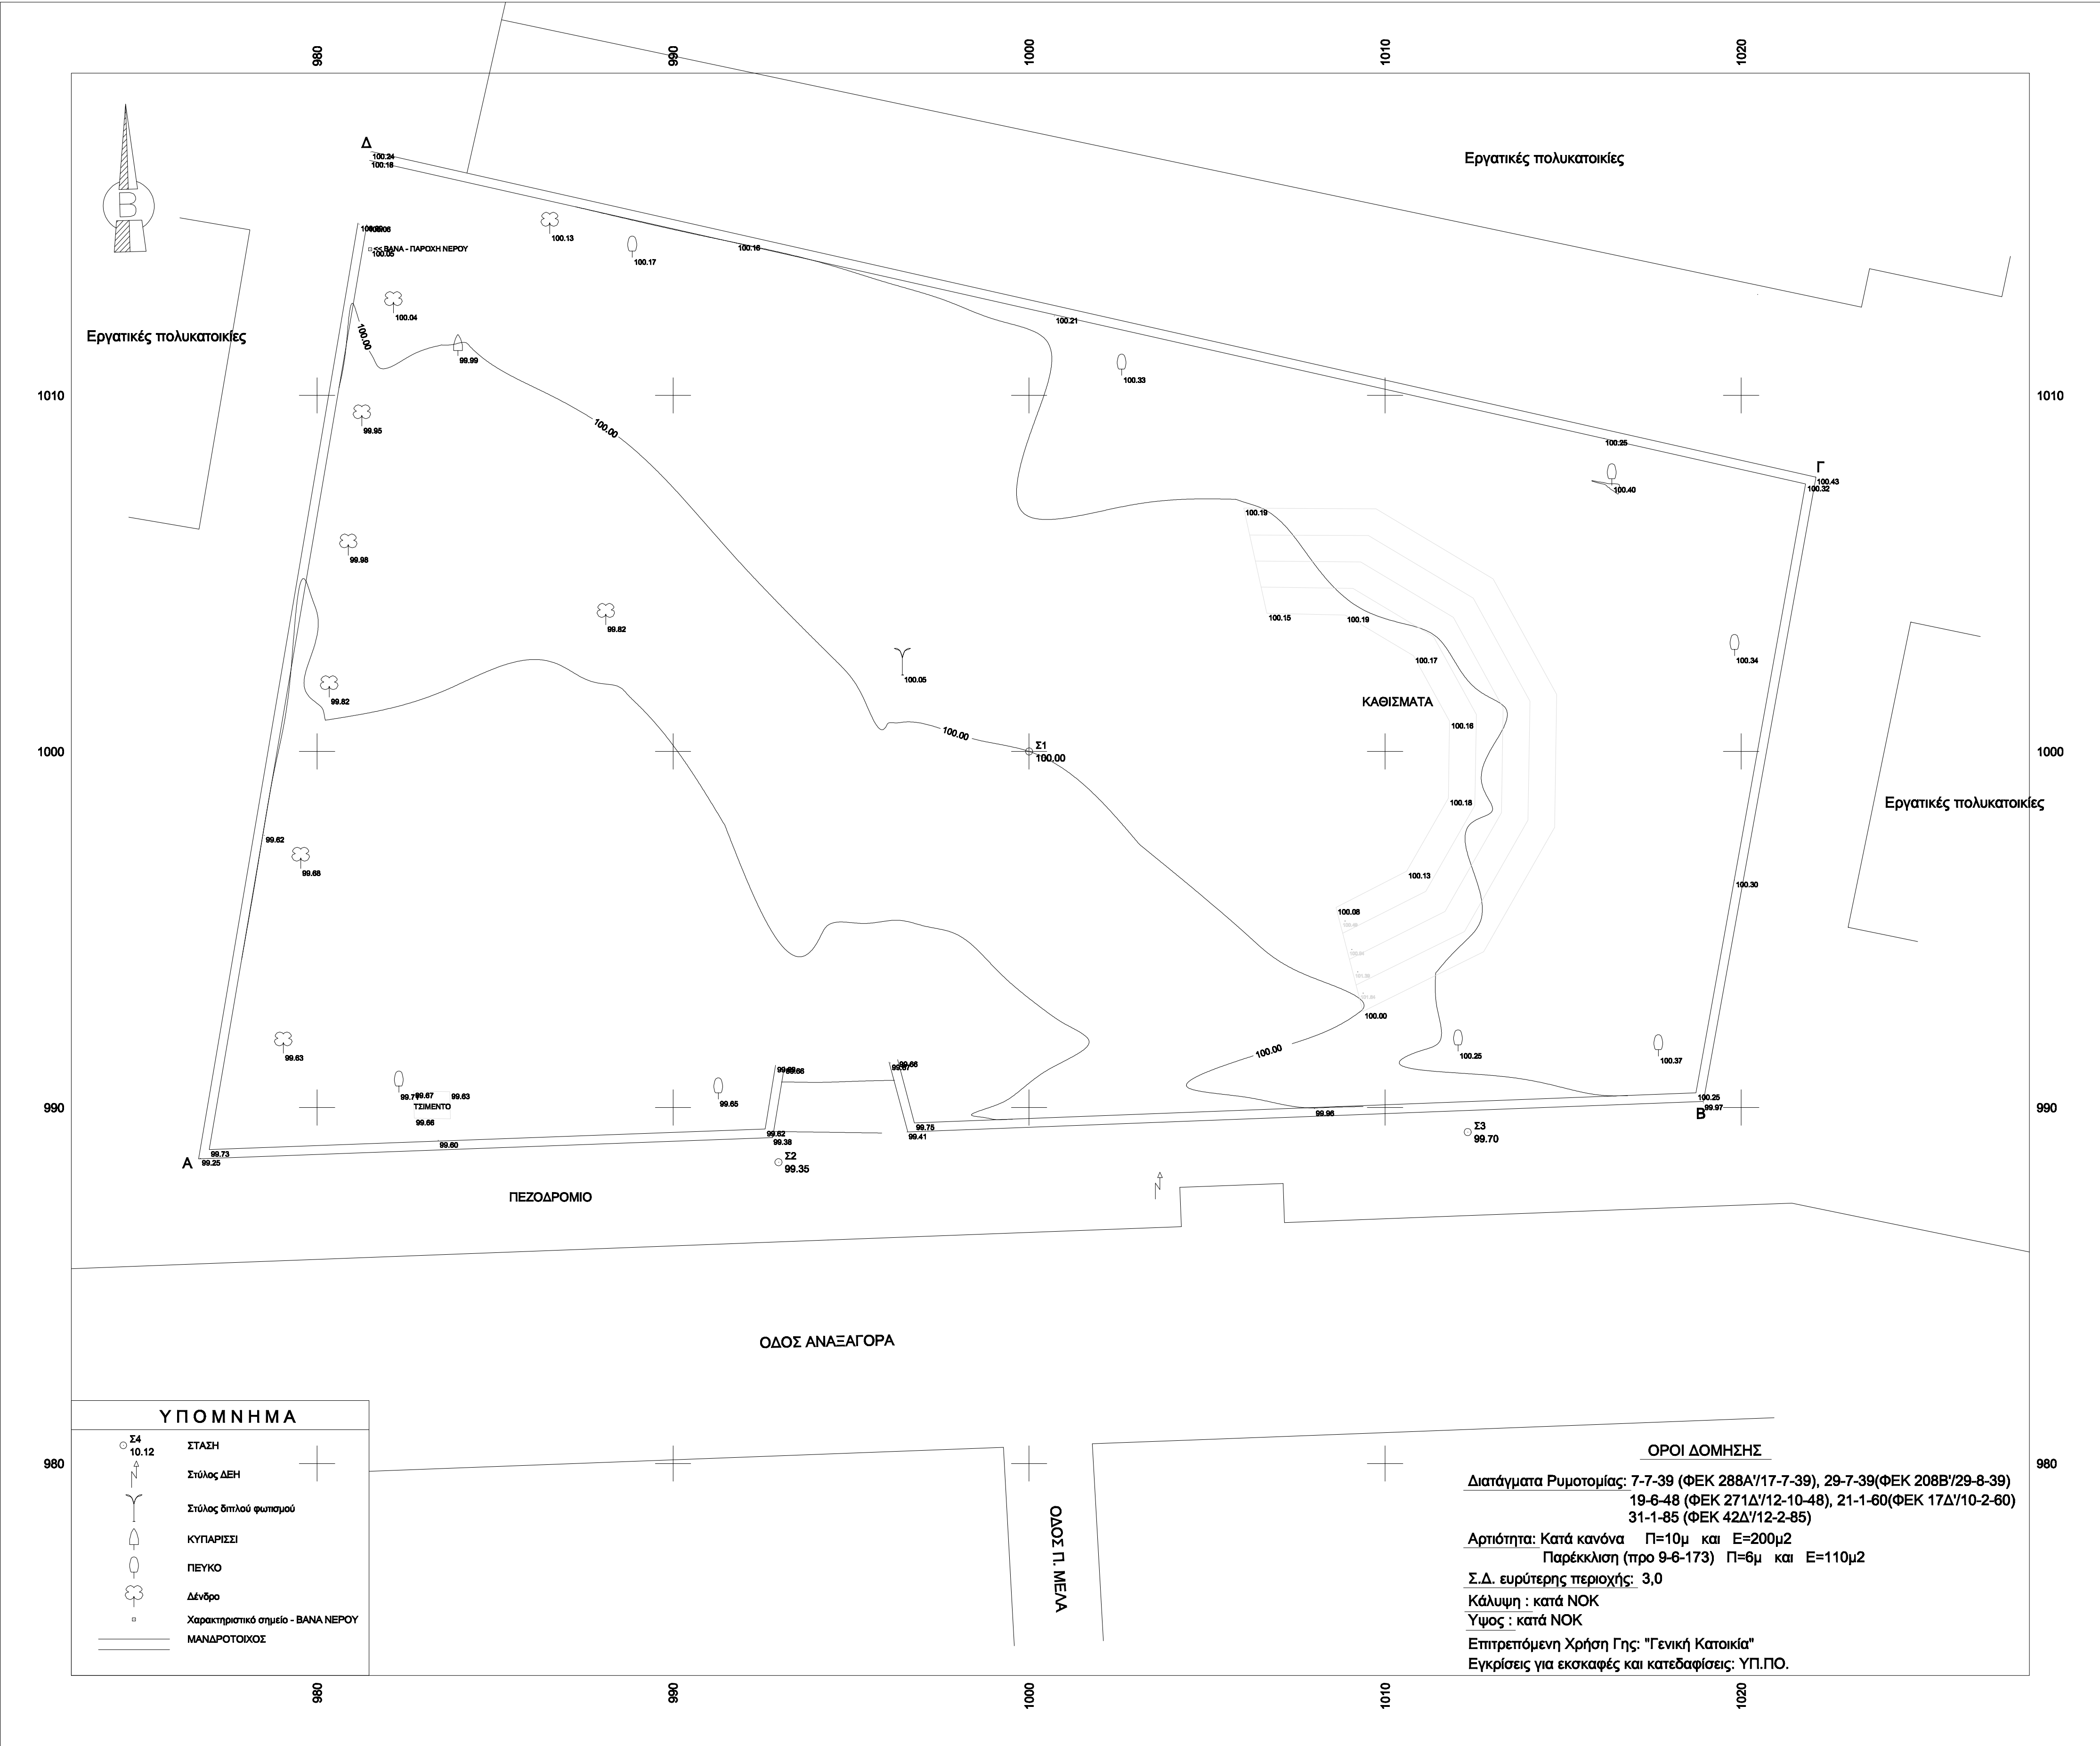 980 990 1000 1010 1020
Εργατικές πολυκατοικίες
Δ
100.24
100.18
B
100.13
100.17
100.16
<< ΒΑΝΑ - ΠΑΡΟΧΗ ΝΕΡΟΥ
100.05
100.04
100.21
Εργατικές πολυκατοικίες
100.00
99.99
100.33
1010
1010
99.95
100.00
100.25
Γ
100.43
100.32
100.40
100.19
99.98
99.82
100.15
100.19
100.17
100.34
100.05
99.82
ΚΑΘΙΣΜΑΤΑ
100.16
100.00
1000
Σ1
100.00
1000
100.18
Εργατικές πολυκατοικίες
99.62
99.68
100.13
100.30
100.08
100.00
100.00
99.63
100.25
100.37
99.66
99.66
99.67
99.71
99.67
99.63
ΤΣΙΜΕΝΤΟ
99.66
99.65
990
990
100.25
99.97
Β
99.96
99.75
99.41
99.62
99.38
99.60
99.73
Α
99.25
Σ2
99.35
Σ3
99.70
ΠΕΖΟΔΡΟΜΙΟ
ΟΔΟΣ ΑΝΑΞΑΓΟΡΑ
ΟΔΟΣ Π. ΜΕΛΑ
980
980
Υ Π Ο Μ Ν Η Μ Α
Σ4
10.12
ΣΤΑΣΗ
Στύλος ΔΕΗ
Στύλος διπλού φωτισμού
ΚΥΠΑΡΙΣΣΙ
ΠΕΥΚΟ
Δένδρο
Χαρακτηριστικό σημείο - ΒΑΝΑ ΝΕΡΟΥ
ΜΑΝΔΡΟΤΟΙΧΟΣ
ΟΡΟΙ ΔΟΜΗΣΗΣ
Διατάγματα Ρυμοτομίας: 7-7-39 (ΦΕΚ 288Α'/17-7-39), 29-7-39(ΦΕΚ 208Β'/29-8-39)
19-6-48 (ΦΕΚ 271Δ'/12-10-48), 21-1-60(ΦΕΚ 17Δ'/10-2-60)
31-1-85 (ΦΕΚ 42Δ'/12-2-85)
Αρτιότητα: Κατά κανόνα Π=10μ και Ε=200μ2
Παρέκκλιση (προ 9-6-173) Π=6μ και Ε=110μ2
Σ.Δ. ευρύτερης περιοχής: 3,0
Κάλυψη : κατά ΝΟΚ
Υψος : κατά ΝΟΚ
Επιτρεπόμενη Χρήση Γης: "Γενική Κατοικία"
Εγκρίσεις για εκσκαφές και κατεδαφίσεις: ΥΠ.ΠΟ.
980 990 1000 1010 1020